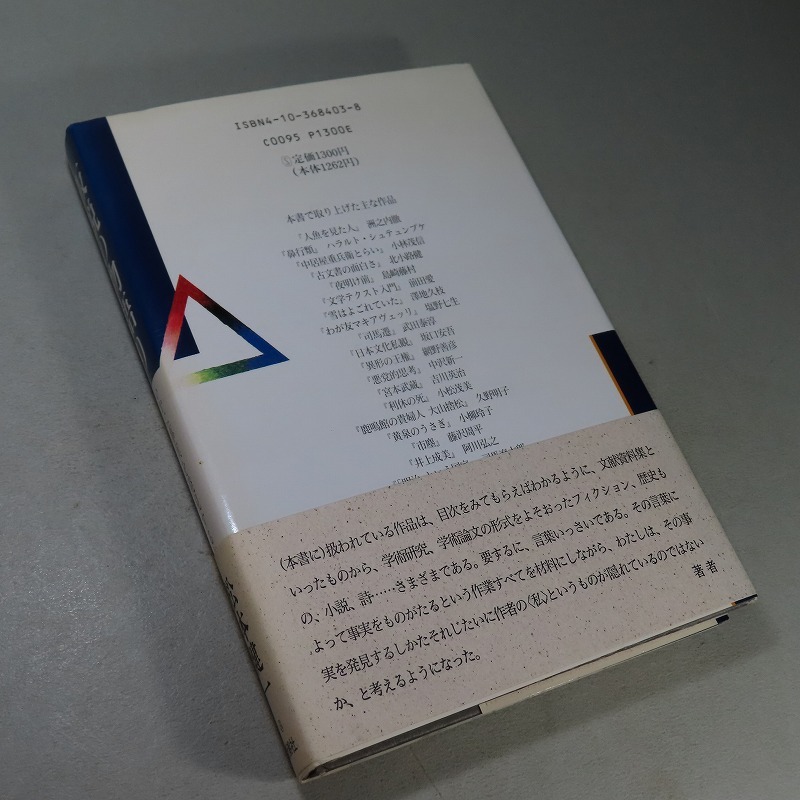 ISBN4-10-368403-8
C0095 P1300E
定価1300円
(本体1262円)
本書で取り上げた主な作品
『人魚を見た人』 洲之内徹
『鼻行類』 ハラルト・シュテュンプケ
『中居屋重兵衛とらい』 小林茂信
『古文書の面白さ』 北小路健
『夜明け前』 島崎藤村
『文学テクスト入門』 前田愛
『雪はよごれていた』 澤地久枝
『わが友マキアヴェッリ』 塩野七生
『司馬遷』 武田泰淳
『日本文化私観』 坂口安吾
『異形の王権』 網野善彦
『悪党的思考』 中沢新一
『宮本武蔵』 吉川英治
『利休の死』 小松茂美
『鹿鳴館の貴婦人 大山捨松』 久野明子
『黄泉のうさぎ』 小柳玲子
『市塵』 藤沢周平
『井上成美』 阿川弘之
(本書に)扱われている作品は、目次をみてもらえばわかるように、文献資料集と
いったものから、学術研究、学術論文の形式をよそおったフィクション、歴史も
の、小説、詩……さまざまである。要するに、言葉いっさいである。その言葉に
よって事実をものがたるという作業すべてを材料にしながら、わたしは、その事
実を発見するしかたそれじたいに作者の〈私〉というものが隠れているのではない
か、と考えるようになった。
著者